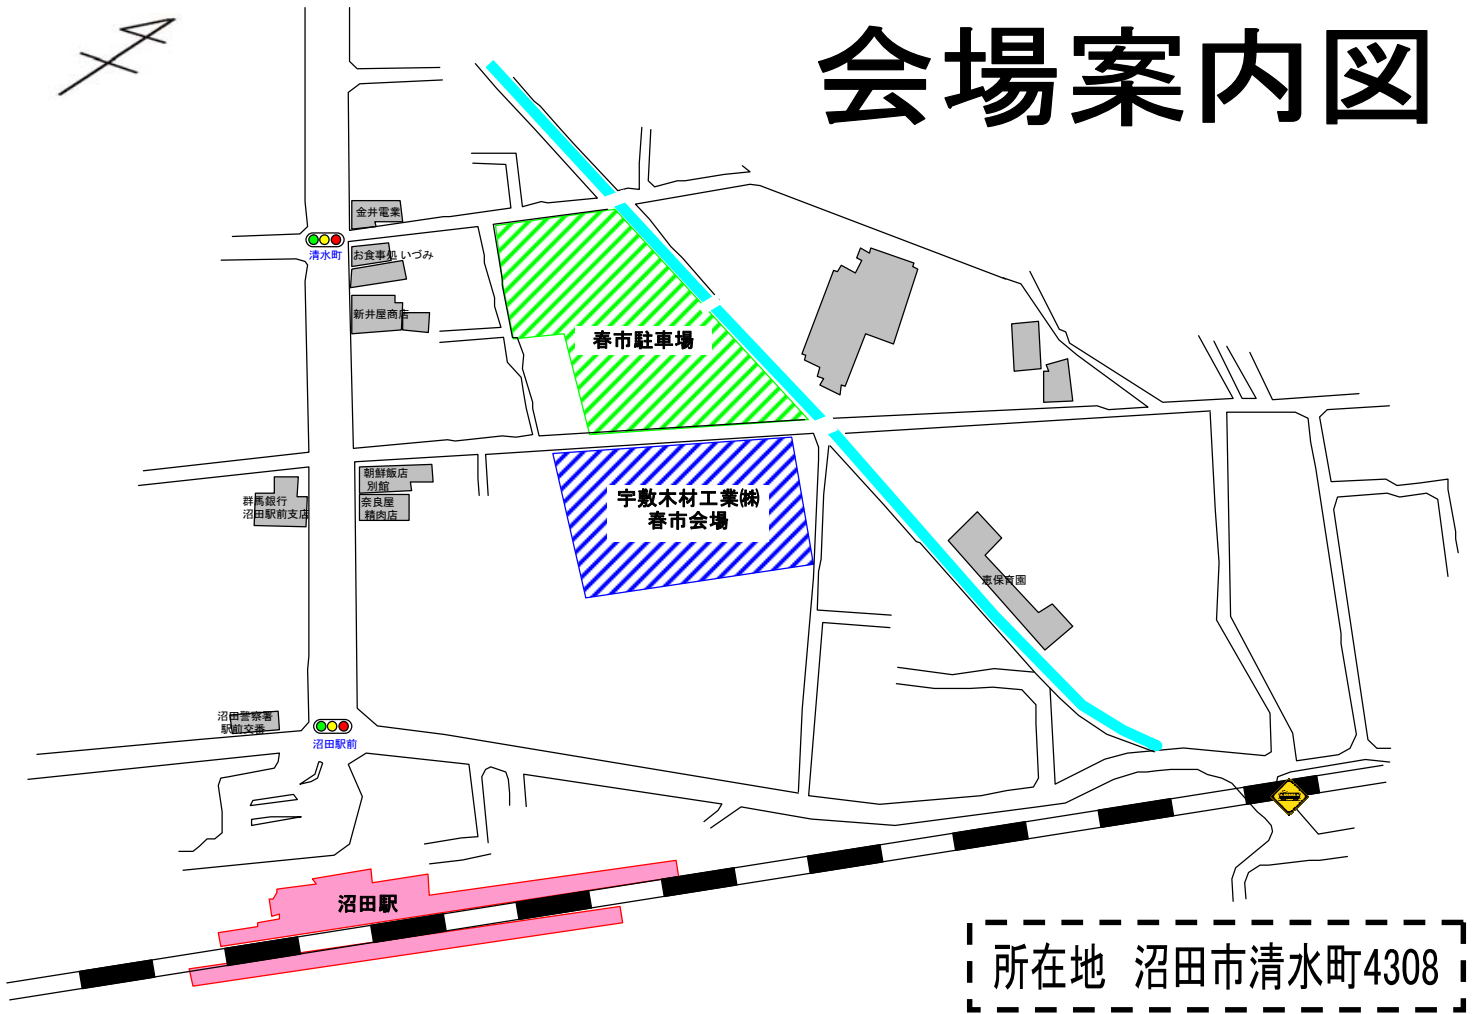 会場案内図
金井電業
清水町
お食事処 いづみ
新井屋商店
春市駐車場
朝鮮飯店
別館
群馬銀行
沼田駅前支店
奈良屋
精肉店
宇敷木材工業㈱
春市会場
恵保育園
沼田警察署
駅前交番
沼田駅前
沼田駅
所在地 沼田市清水町4308